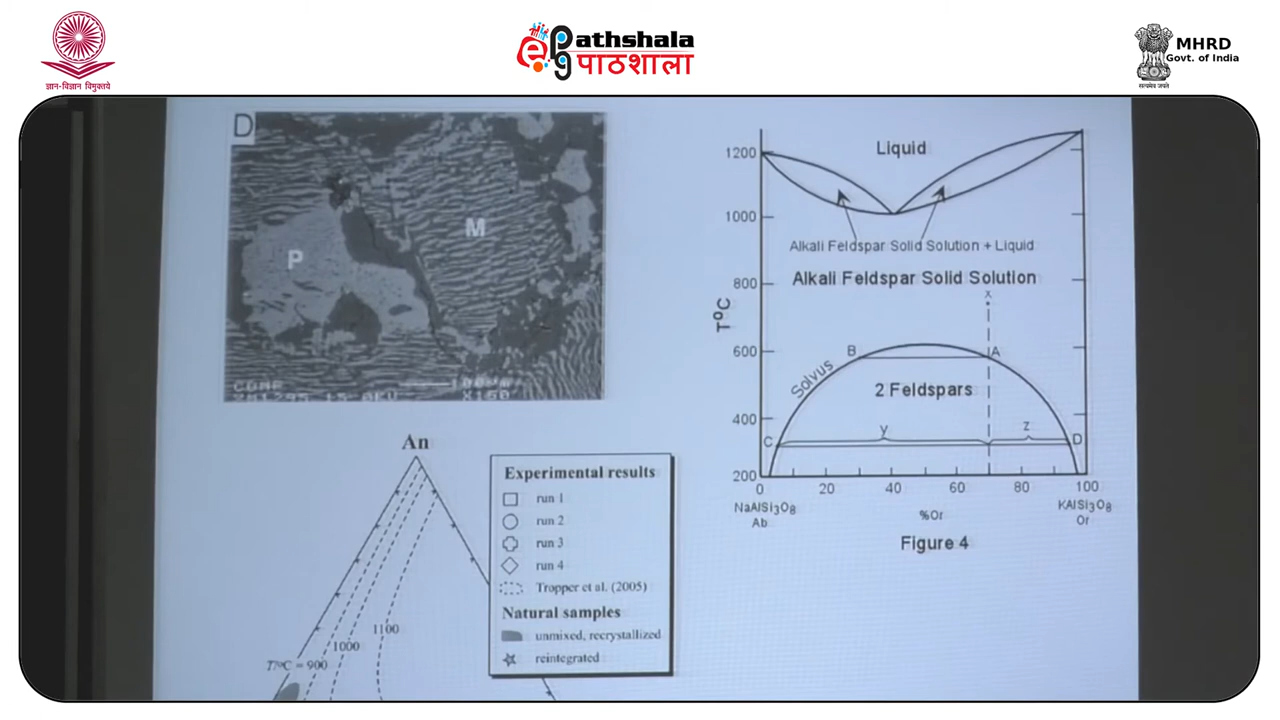 ज्ञान-विज्ञान विमुक्तये
epg Pathshala
पाठशाला
सत्यमेव जयते
MHRD
Govt. of India
D
P
M
X150
An
T/°C = 900
1000
1100
Experimental results
run 1
run 2
run 3
run 4
Tropper et al. (2005)
Natural samples
unmixed, recrystallized
reintegrated
1200
1000
800
600
400
200
T°C
Liquid
Alkali Feldspar Solid Solution + Liquid
Alkali Feldspar Solid Solution
x
B
A
Solvus
2 Feldspars
C
y
z
D
0
20
40
60
80
100
NaAlSi3O8
Ab
%Or
KAlSi3O8
Or
Figure 4